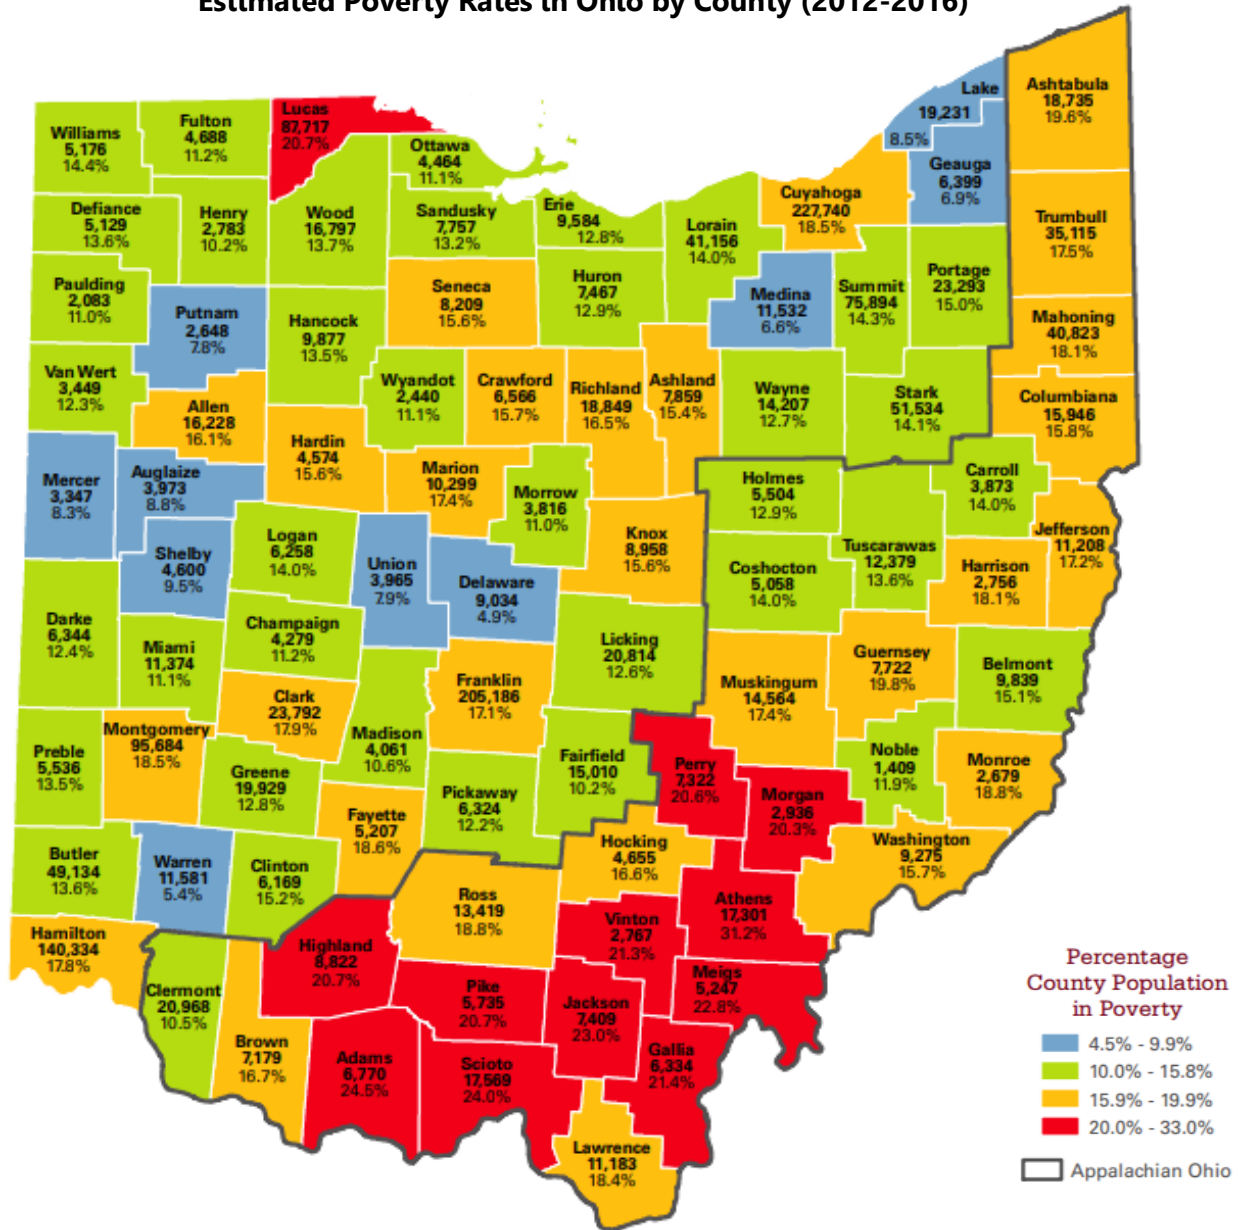 Estimated Poverty Rates in Ohio by County (2012-2016)
Williams
5,176
14.4%
Fulton
4,688
11.2%
Lucas
87,717
20.7%
Ottawa
4,464
11.1%
Lake
19,231
8.5%
Geauga
6,399
6.9%
Ashtabula
18,735
19.6%
Defiance
5,129
13.6%
Henry
2,783
10.2%
Wood
16,797
13.7%
Sandusky
7,757
13.2%
Erie
9,584
12.8%
Lorain
41,156
14.0%
Cuyahoga
227,740
18.5%
Trumbull
35,115
17.5%
Paulding
2,083
11.0%
Putnam
2,648
7.8%
Hancock
9,877
13.5%
Seneca
8,209
15.6%
Huron
7,467
12.9%
Medina
11,532
6.6%
Summit
75,894
14.3%
Portage
23,293
15.0%
Mahoning
40,823
18.1%
Van Wert
3,449
12.3%
Allen
16,228
16.1%
Hardin
4,574
15.6%
Wyandot
2,440
11.1%
Crawford
6,566
15.7%
Richland
18,849
16.5%
Ashland
7,859
15.4%
Wayne
14,207
12.7%
Stark
51,534
14.1%
Columbiana
15,946
15.8%
Mercer
3,347
8.3%
Auglaize
3,973
8.8%
Marion
10,299
17.4%
Morrow
3,816
11.0%
Holmes
5,504
12.9%
Carroll
3,873
14.0%
Shelby
4,600
9.5%
Logan
6,258
14.0%
Union
3,965
7.9%
Delaware
9,034
4.9%
Knox
8,958
15.6%
Coshocton
5,058
14.0%
Tuscarawas
12,379
13.6%
Harrison
2,756
18.1%
Jefferson
11,208
17.2%
Darke
6,344
12.4%
Miami
11,374
11.1%
Champaign
4,279
11.2%
Licking
20,814
12.6%
Clark
23,792
17.9%
Franklin
205,186
17.1%
Muskingum
14,564
17.4%
Guernsey
7,722
19.8%
Belmont
9,839
15.1%
Preble
5,536
13.5%
Montgomery
95,684
18.5%
Greene
19,929
12.8%
Madison
4,061
10.6%
Pickaway
6,324
12.2%
Fairfield
15,010
10.2%
Perry
7,322
20.6%
Morgan
2,936
20.3%
Noble
1,409
11.9%
Monroe
2,679
18.8%
Butler
49,134
13.6%
Warren
11,581
5.4%
Clinton
6,169
15.2%
Fayette
5,207
18.6%
Hocking
4,655
16.6%
Washington
9,275
15.7%
Hamilton
140,334
17.8%
Highland
8,822
20.7%
Ross
13,419
18.8%
Vinton
2,767
21.3%
Athens
17,301
31.2%
Clermont
20,968
10.5%
Brown
7,179
16.7%
Adams
6,770
24.5%
Pike
5,735
20.7%
Jackson
7,409
23.0%
Meigs
5,247
22.8%
Scioto
17,569
24.0%
Gallia
6,334
21.4%
Lawrence
11,183
18.4%
Percentage
County Population
in Poverty
4.5% - 9.9%
10.0% - 15.8%
15.9% - 19.9%
20.0% - 33.0%
Appalachian Ohio